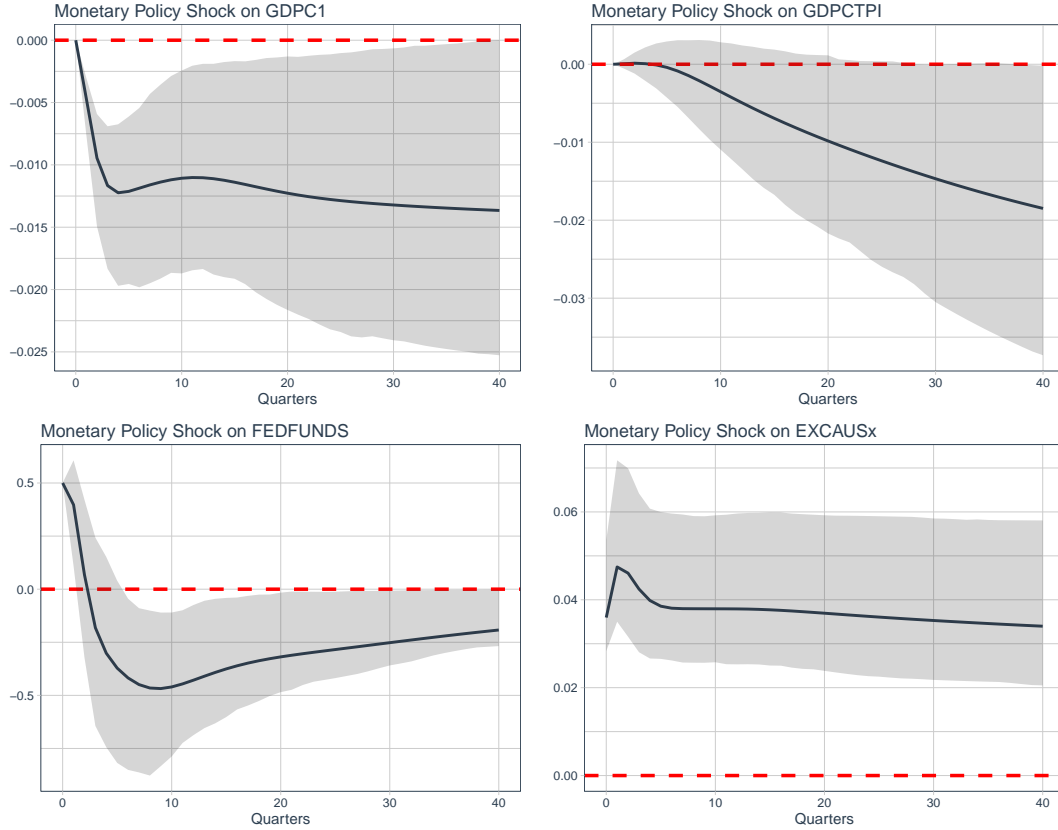 Monetary Policy Shock on GDPC1
0.000
−0.005
−0.010
−0.015
−0.020
−0.025
0 10 20 30 40
Quarters
Monetary Policy Shock on GDPCTPI
0.00
−0.01
−0.02
−0.03
0 10 20 30 40
Quarters
Monetary Policy Shock on FEDFUNDS
0.5
0.0
−0.5
0 10 20 30 40
Quarters
Monetary Policy Shock on EXCAUSx
0.06
0.04
0.02
0.00
0 10 20 30 40
Quarters